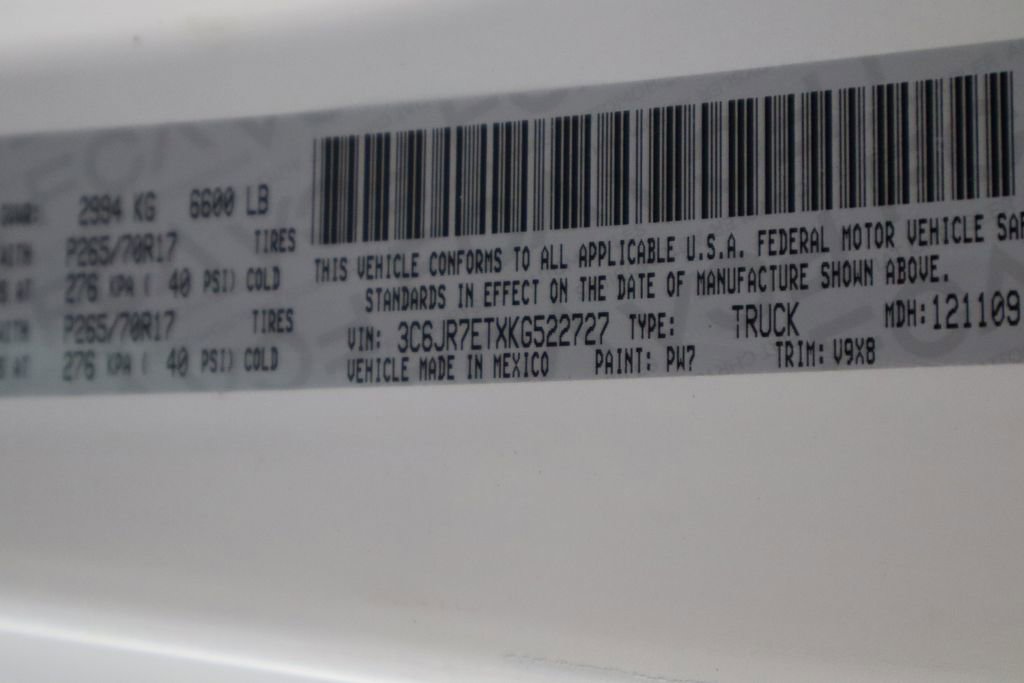 2994 KG 6600 LB
P265/70R17 TIRES
276 KPA ( 40 PSI) COLD
P265/70R17 TIRES
276 KPA ( 40 PSI) COLD
THIS VEHICLE CONFORMS TO ALL APPLICABLE U.S.A. FEDERAL MOTOR VEHICLE SAF
STANDARDS IN EFFECT ON THE DATE OF MANUFACTURE SHOWN ABOVE.
VIN: 3C6JR7ETXKG522727 TYPE: TRUCK MDH: 121109
VEHICLE MADE IN MEXICO PAINT: PW7 TRIM: V9X8